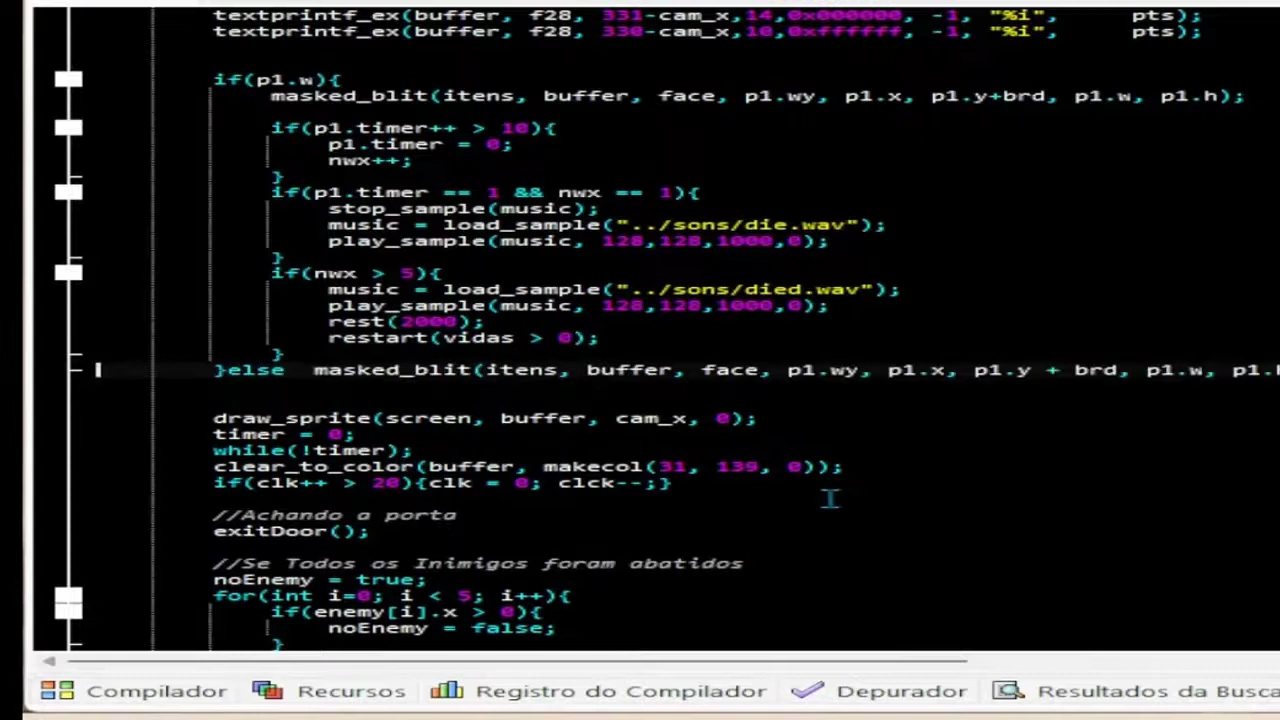 textprintf_ex(buffer, f28, 331-cam_x,14,0x000000, -1, "%i", pts);
textprintf_ex(buffer, f28, 330-cam_x,10,0xffffff, -1, "%i", pts);
if(p1.w){
masked_blit(itens, buffer, face, p1.wy, p1.x, p1.y+brd, p1.w, p1.h);
if(p1.timer++ > 10){
p1.timer = 0;
nwx++;
}
if(p1.timer == 1 && nwx == 1){
stop_sample(music);
music = load_sample("../sons/die.wav");
play_sample(music, 128,128,1000,0);
}
if(nwx > 5){
music = load_sample("../sons/died.wav");
play_sample(music, 128,128,1000,0);
rest(2000);
restart(vidas > 0);
}
}else masked_blit(itens, buffer, face, p1.wy, p1.x, p1.y + brd, p1.w, p1.h
draw_sprite(screen, buffer, cam_x, 0);
timer = 0;
while(!timer);
clear_to_color(buffer, makecol(31, 139, 0));
if(clk++ > 20){clk = 0; clck--;}
//Achando a porta
exitDoor();
//Se Todos os Inimigos foram abatidos
noEnemy = true;
for(int i=0; i < 5; i++){
if(enemy[i].x > 0){
noEnemy = false;
}
Compilador Recursos Registro do Compilador Depurador Resultados da Busca